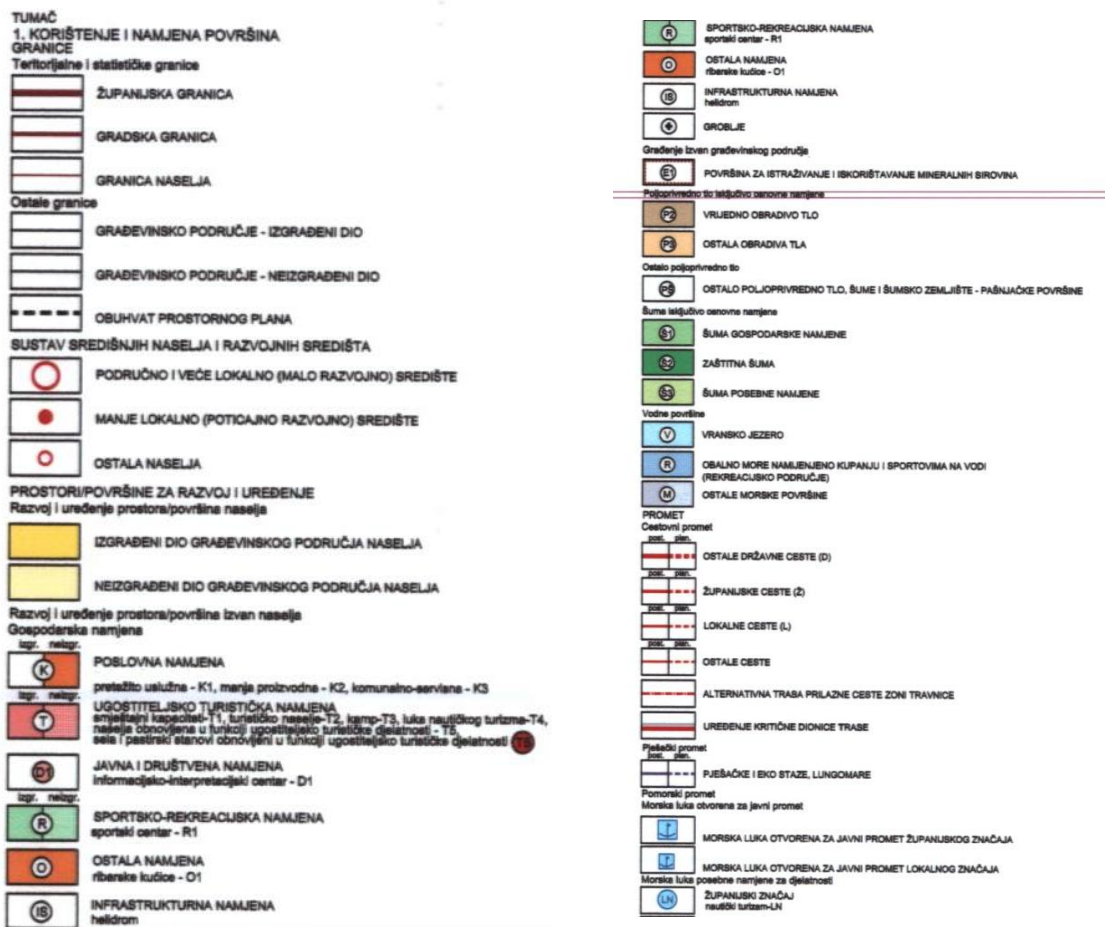 TUMAČ
1. KORIŠTENJE I NAMJENA POVRŠINA
GRANICE
Teritorijalne i statističke granice
ŽUPANIJSKA GRANICA
GRADSKA GRANICA
GRANICA NASELJA
Ostale granice
GRAĐEVINSKO PODRUČJE - IZGRAĐENI DIO
GRAĐEVINSKO PODRUČJE - NEIZGRAĐENI DIO
OBUHVAT PROSTORNOG PLANA
SUSTAV SREDIŠNJIH NASELJA I RAZVOJNIH SREDIŠTA
PODRUČNO I VEĆE LOKALNO (MALO RAZVOJNO) SREDIŠTE
MANJE LOKALNO (POTICAJNO RAZVOJNO) SREDIŠTE
OSTALA NASELJA
PROSTORI/POVRŠINE ZA RAZVOJ I UREĐENJE
Razvoj i uređenje prostora/površina naselja
IZGRAĐENI DIO GRAĐEVINSKOG PODRUČJA NASELJA
NEIZGRAĐENI DIO GRAĐEVINSKOG PODRUČJA NASELJA
Razvoj i uređenje prostora/površina izvan naselja
Gospodarska namjena
izgr. neizgr.
K POSLOVNA NAMJENA
pretažito uslužna - K1, manja proizvodna - K2, komunalno-servisna - K3
izgr. neizgr.
T UGOSTITELJSKO TURISTIČKA NAMJENA
smještajni kapaciteti-T1, turističko naselje-T2, kamp-T3, luka nautičkog turizma-T4,
naselja obnovljena u funkciji ugostiteljsko turističke djelatnosti - T5,
sela i pastirski stanovi obnovljeni u funkciji ugostiteljsko turističke djelatnosti
D1 JAVNA I DRUŠTVENA NAMJENA
informacijsko-interpretacijski centar - D1
izgr. neizgr.
R SPORTSKO-REKREACIJSKA NAMJENA
sportski centar - R1
O OSTALA NAMJENA
ribarske kućice - O1
IS INFRASTRUKTURNA NAMJENA
helidrom
R SPORTSKO-REKREACIJSKA NAMJENA
sportski centar - R1
O OSTALA NAMJENA
ribarske kućice - O1
IS INFRASTRUKTURNA NAMJENA
helidrom
GROBLJE
Građenje izvan građevinskog područja
E1 POVRŠINA ZA ISTRAŽIVANJE I ISKORIŠTAVANJE MINERALNIH SIROVINA
Poljoprivredno tlo isključivo osnovne namjene
P2 VRIJEDNO OBRADIVO TLO
P3 OSTALA OBRADIVA TLA
Ostalo poljoprivredno tlo
PŠ OSTALO POLJOPRIVREDNO TLO, ŠUME I ŠUMSKO ZEMLJIŠTE - PAŠNJAČKE POVRŠINE
Šuma isključivo osnovne namjene
Š1 ŠUMA GOSPODARSKE NAMJENE
Š2 ZAŠTITNA ŠUMA
Š3 ŠUMA POSEBNE NAMJENE
Vodne površine
V VRANSKO JEZERO
R OBALNO MORE NAMIJENJENO KUPANJU I SPORTOVIMA NA VODI
(REKREACIJSKO PODRUČJE)
M OSTALE MORSKE POVRŠINE
PROMET
Cestovni promet
post. plan.
OSTALE DRŽAVNE CESTE (D)
post. plan.
ŽUPANIJSKE CESTE (Ž)
post. plan.
LOKALNE CESTE (L)
post. plan.
OSTALE CESTE
ALTERNATIVNA TRASA PRILAZNE CESTE ZONI TRAVNICE
UREĐENJE KRITIČNE DIONICE TRASE
Pješački promet
post. plan.
PJEŠAČKE I EKO STAZE, LUNGOMARE
Pomorski promet
Morska luka otvorena za javni promet
MORSKA LUKA OTVORENA ZA JAVNI PROMET ŽUPANIJSKOG ZNAČAJA
MORSKA LUKA OTVORENA ZA JAVNI PROMET LOKALNOG ZNAČAJA
Morska luka posebne namjene za djelatnosti
LN ŽUPANIJSKI ZNAČAJ
nautički turizam-LN